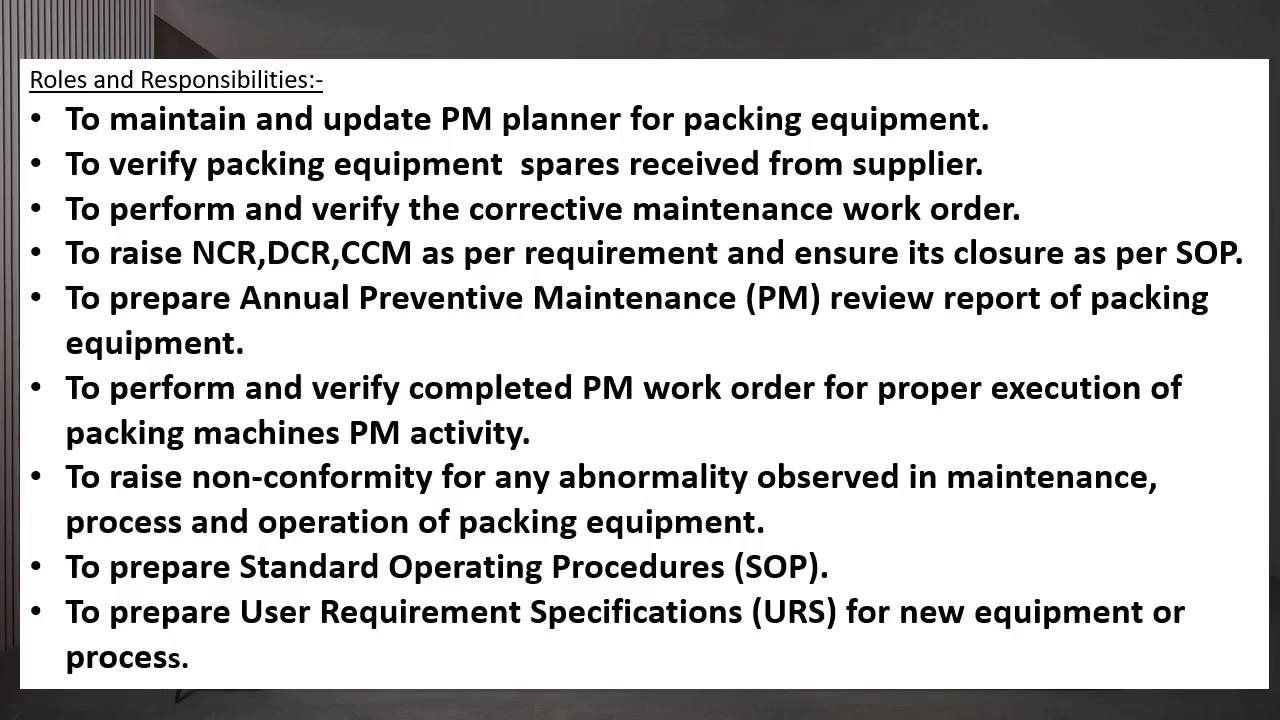 Roles and Responsibilities:-
• To maintain and update PM planner for packing equipment.
• To verify packing equipment  spares received from supplier.
• To perform and verify the corrective maintenance work order.
• To raise NCR,DCR,CCM as per requirement and ensure its closure as per SOP.
• To prepare Annual Preventive Maintenance (PM) review report of packing
equipment.
• To perform and verify completed PM work order for proper execution of
packing machines PM activity.
• To raise non-conformity for any abnormality observed in maintenance,
process and operation of packing equipment.
• To prepare Standard Operating Procedures (SOP).
• To prepare User Requirement Specifications (URS) for new equipment or
process.